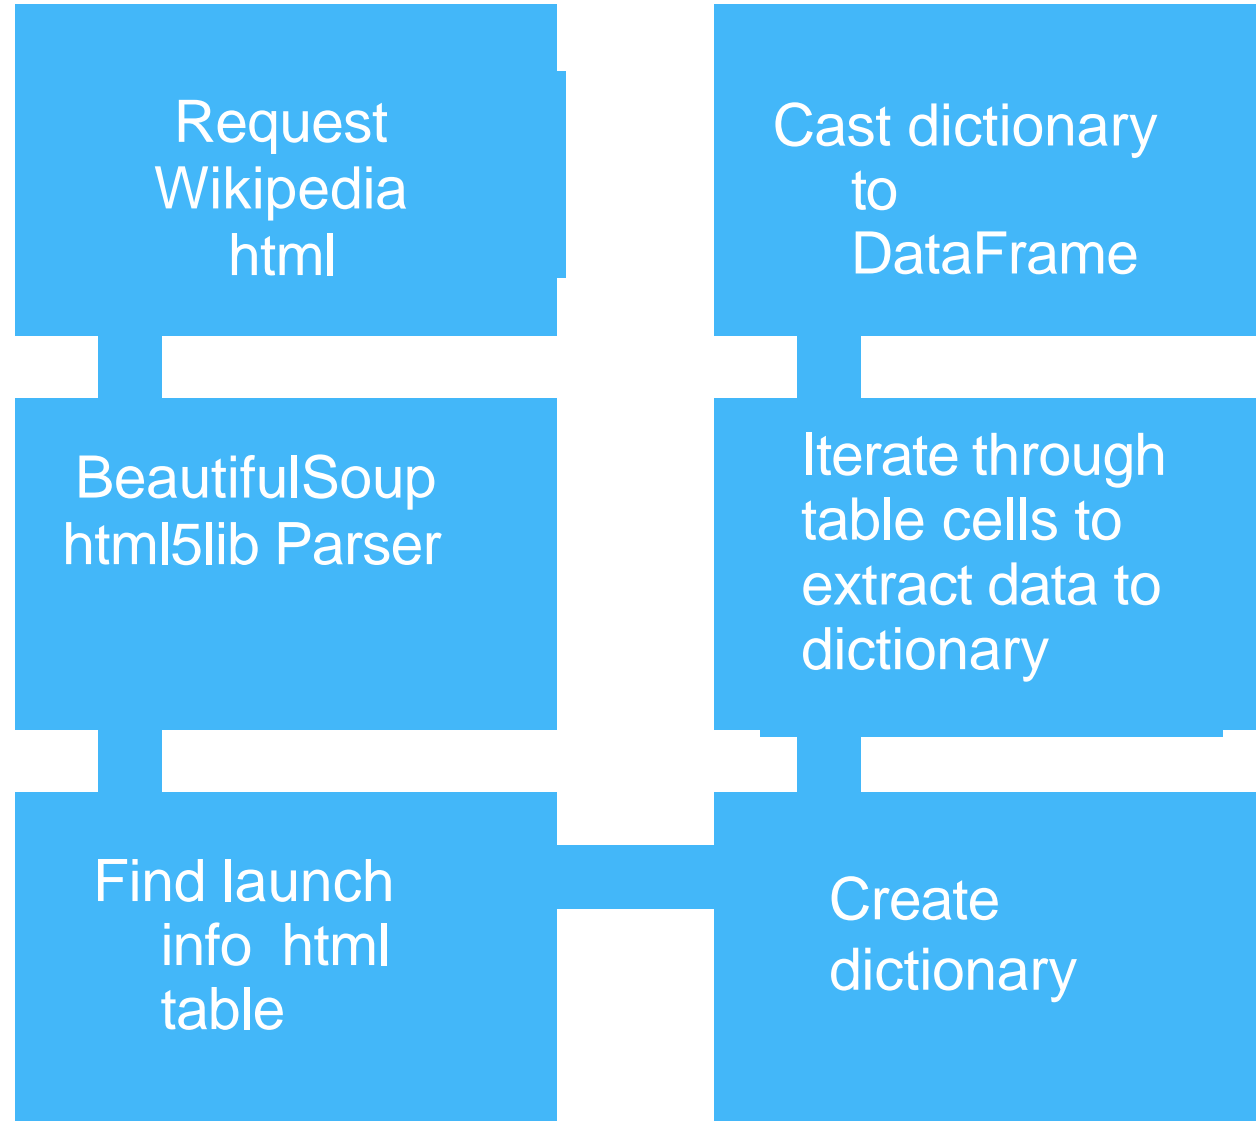 Request
Wikipedia
html
BeautifulSoup
html5lib Parser
Find launch
info html
table
Create
dictionary
Iterate through
table cells to
extract data to
dictionary
Cast dictionary
to
DataFrame